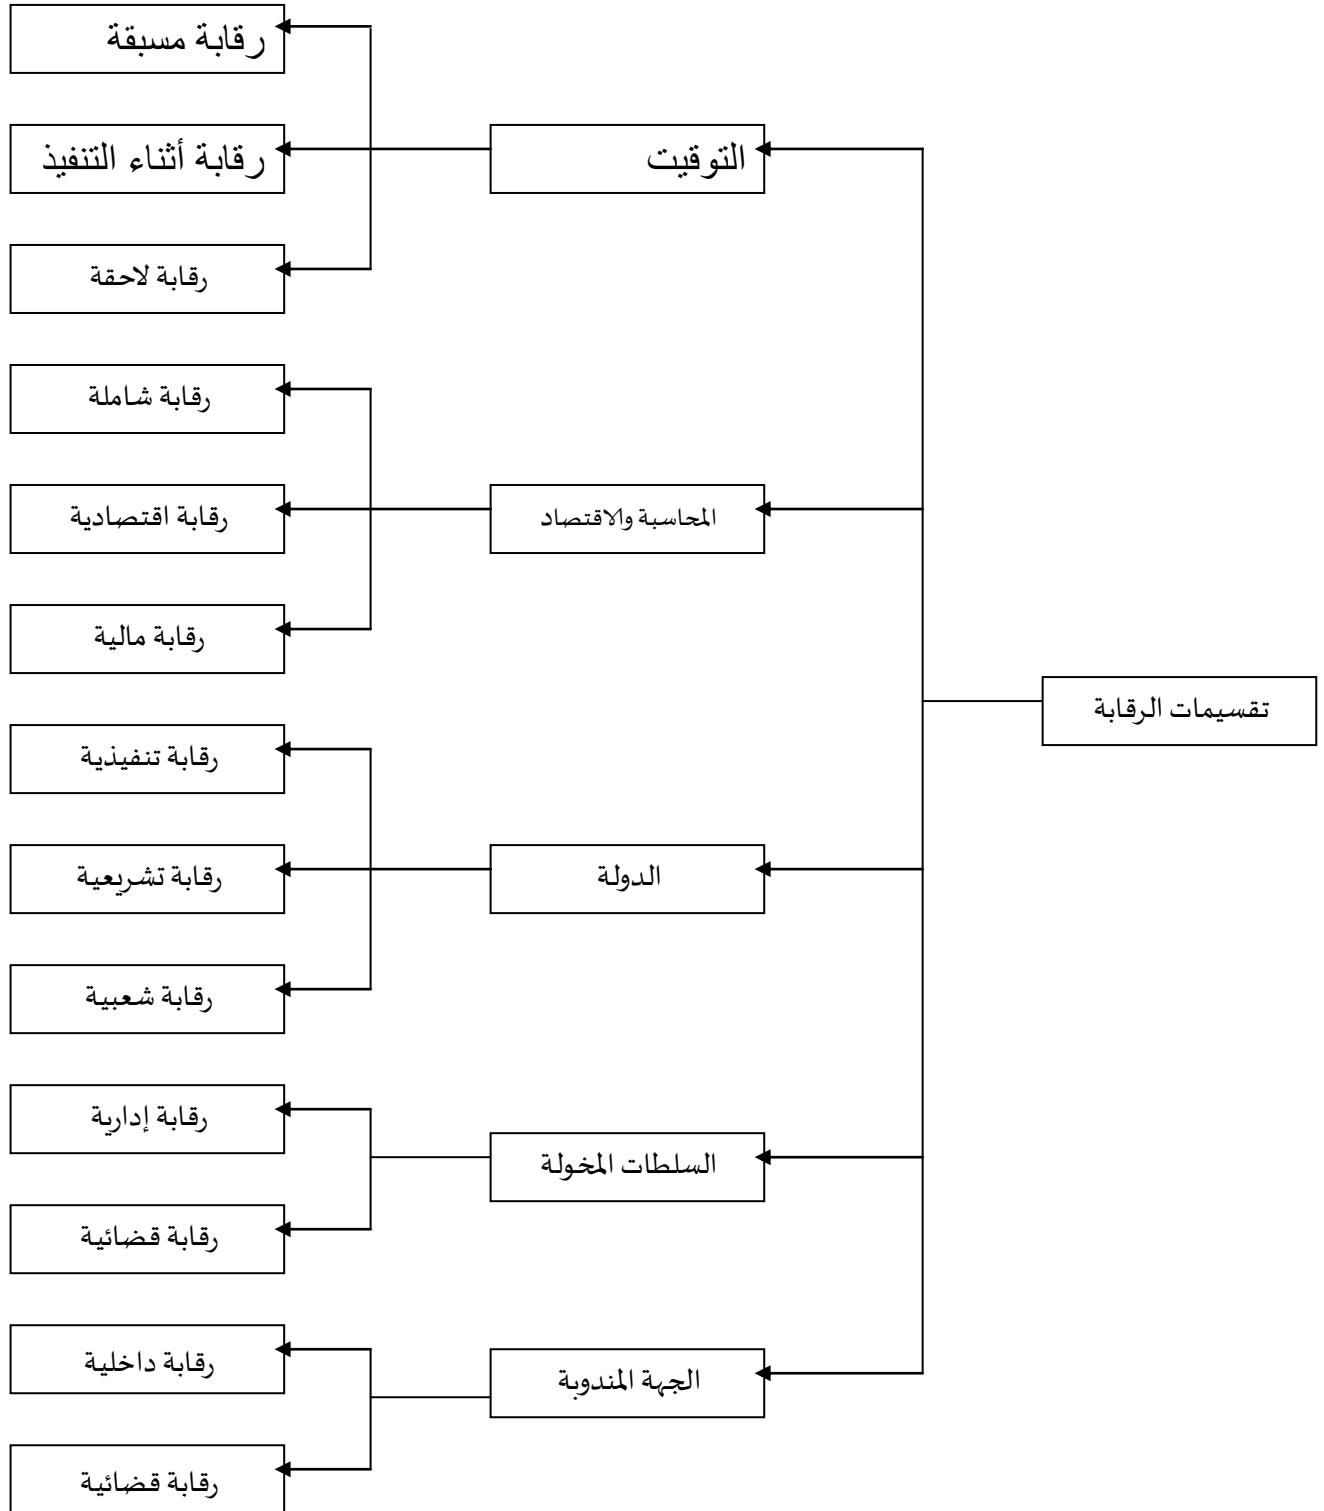 تقسيمات الرقابة
التوقيت
رقابة مسبقة
رقابة أثناء التنفيذ
رقابة لاحقة
المحاسبة والاقتصاد
رقابة شاملة
رقابة اقتصادية
رقابة مالية
الدولة
رقابة تنفيذية
رقابة تشريعية
رقابة شعبية
السلطات المخولة
رقابة إدارية
رقابة قضائية
الجهة المندوبة
رقابة داخلية
رقابة قضائية